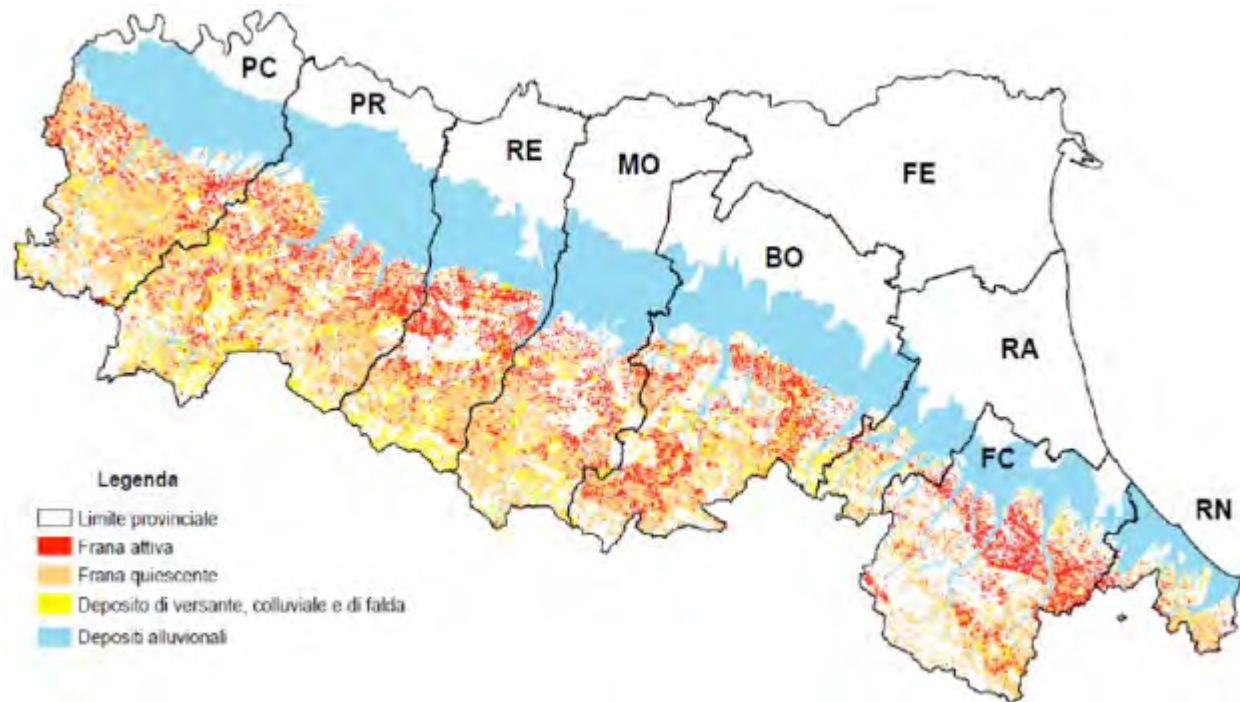 PC
PR
RE
MO
FE
BO
RA
FC
RN
Legenda
Limite provinciale
Frana attiva
Frana quiescente
Deposito di versante, colluviale e di falda
Depositi alluvionali